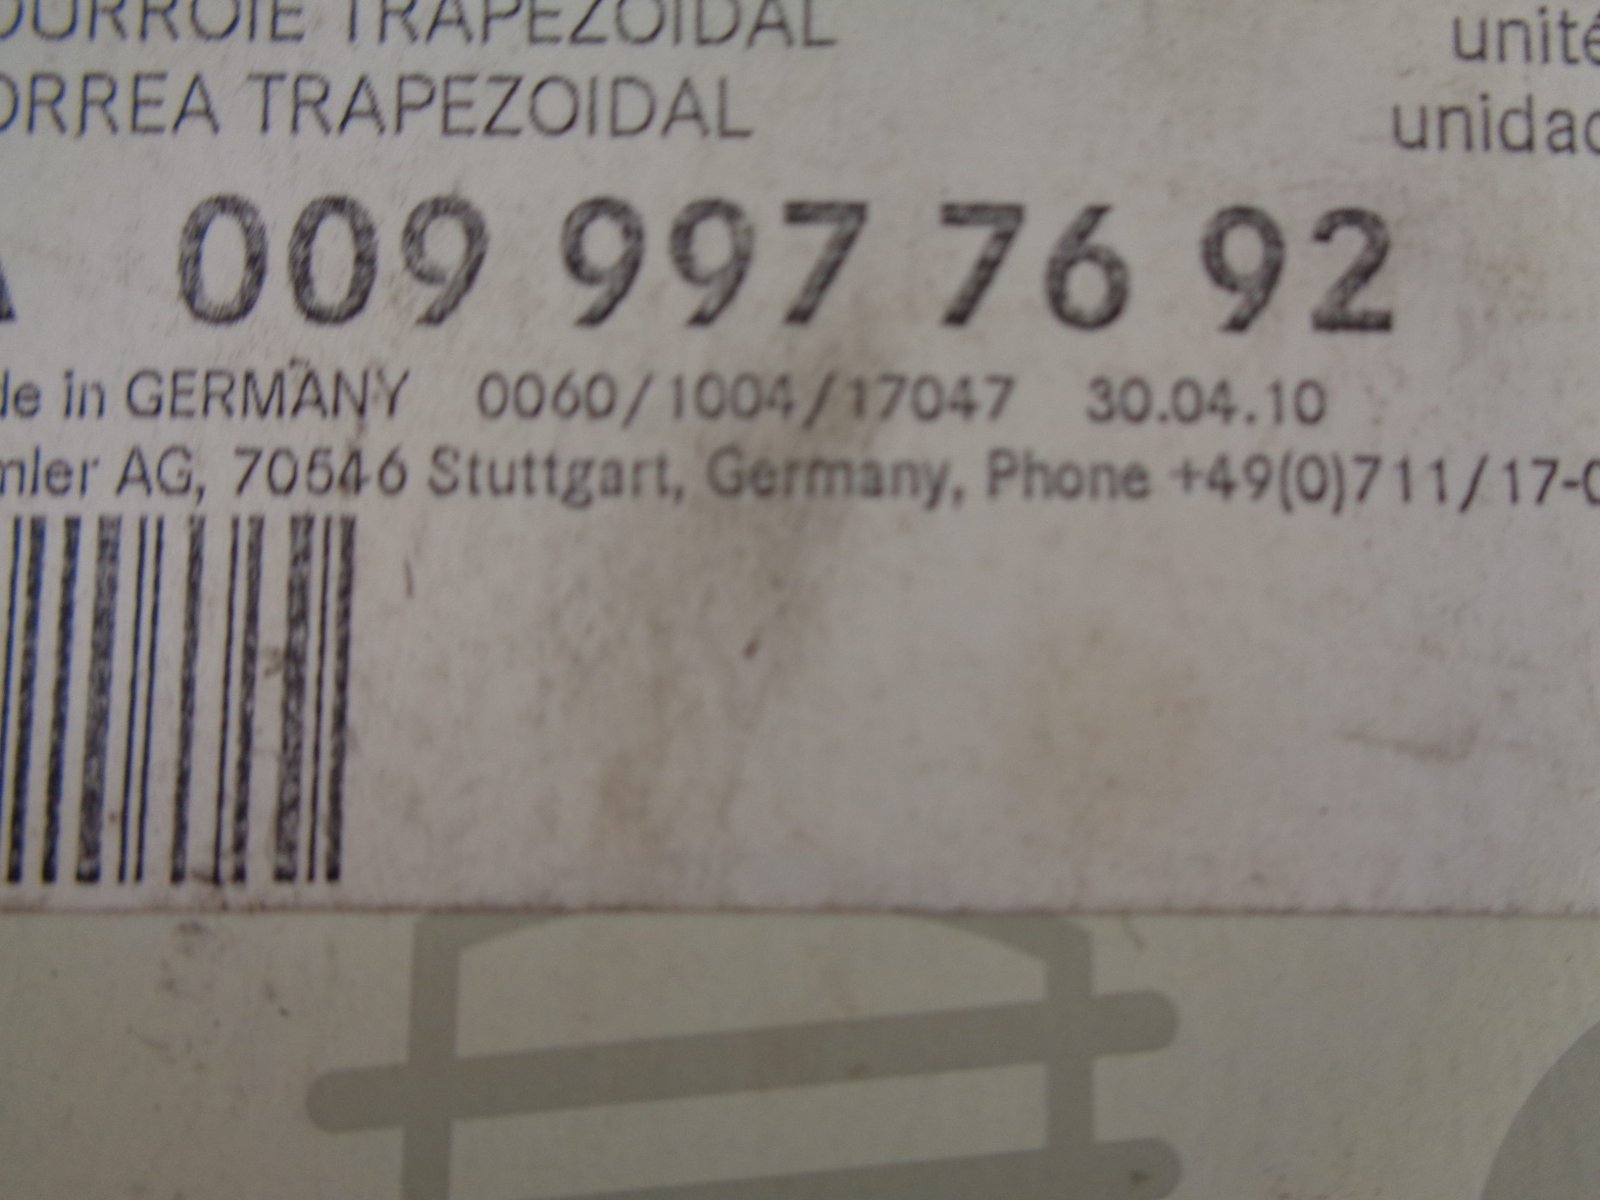 OURROIE TRAPEZOIDAL unité
ORREA TRAPEZOIDAL unidad
A 009 997 76 92
de in GERMANY 0060/1004/17047 30.04.10
mler AG, 70546 Stuttgart, Germany, Phone +49(0)711/17-0